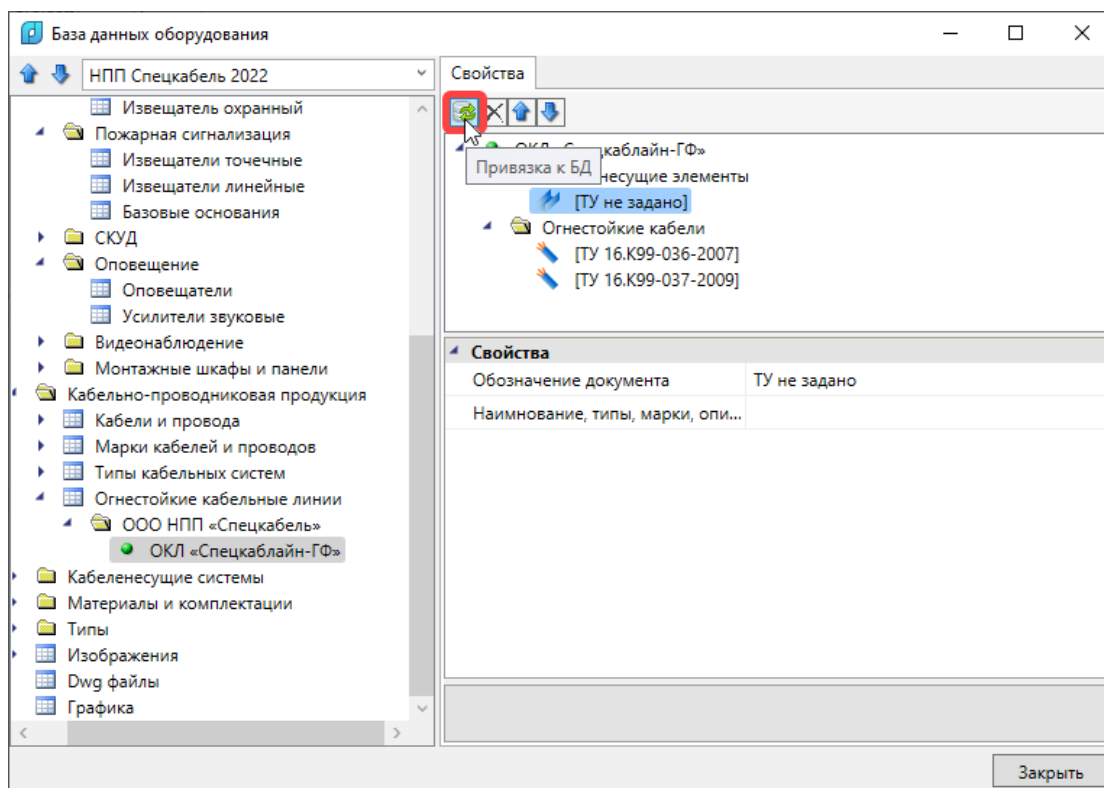 База данных оборудования
НПП Спецкабель 2022
Извещатель охранный
Пожарная сигнализация
Извещатели точечные
Извещатели линейные
Базовые основания
СКУД
Оповещение
Оповещатели
Усилители звуковые
Видеонаблюдение
Монтажные шкафы и панели
Кабельно-проводниковая продукция
Кабели и провода
Марки кабелей и проводов
Типы кабельных систем
Огнестойкие кабельные линии
ООО НПП «Спецкабель»
ОКЛ «Спецкаблайн-ГФ»
Кабеленесущие системы
Материалы и комплектации
Типы
Изображения
Dwg файлы
Графика
Свойства
Привязка к БД
каблайн-ГФ»
несущие элементы
[ТУ не задано]
Огнестойкие кабели
[ТУ 16.К99-036-2007]
[ТУ 16.К99-037-2009]
Свойства
Обозначение документа ТУ не задано
Наимнование, типы, марки, опи...
Закрыть